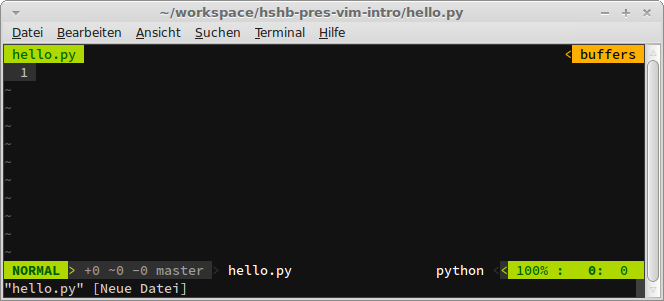 ~/workspace/hshb-pres-vim-intro/hello.py
Datei Bearbeiten Ansicht Suchen Terminal Hilfe
hello.py < buffers
1
~
~
~
~
~
~
~
~
~
NORMAL > +0 ~0 -0 master > hello.py python < < 100% : 0: 0
"hello.py" [Neue Datei]